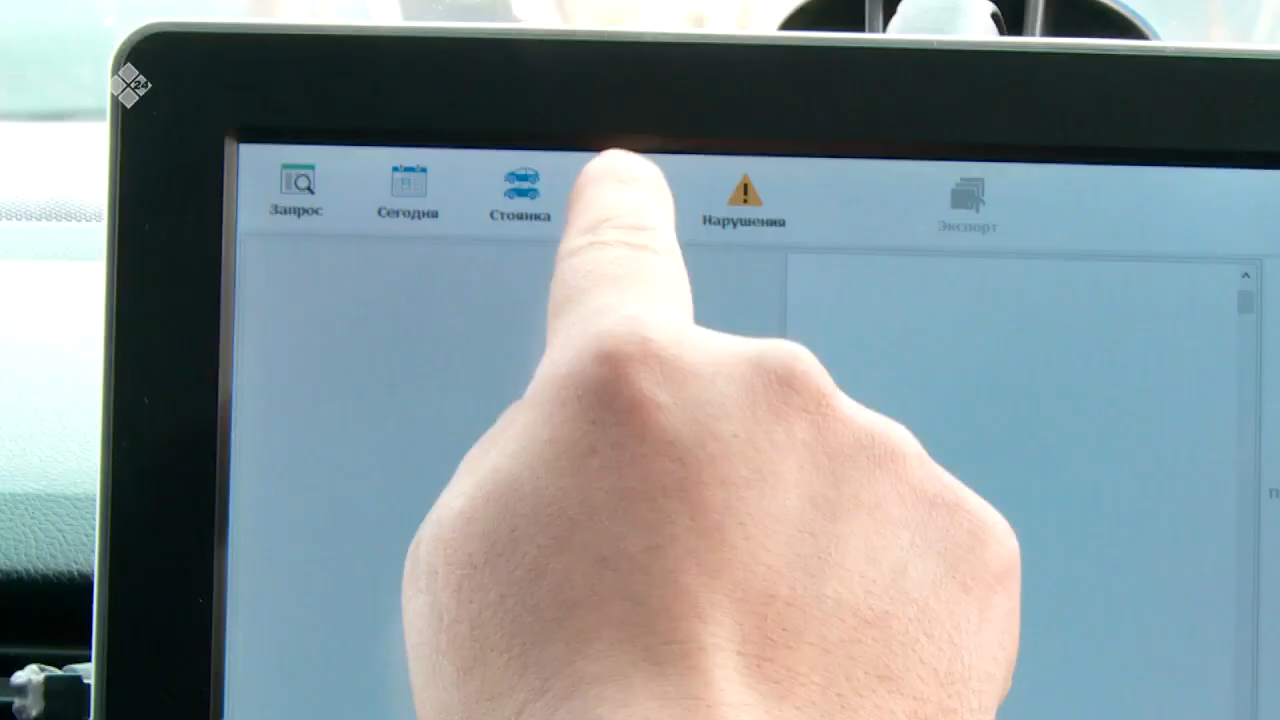 24
Запрос
Сегодня
Стоянка
Нарушения
Экспорт